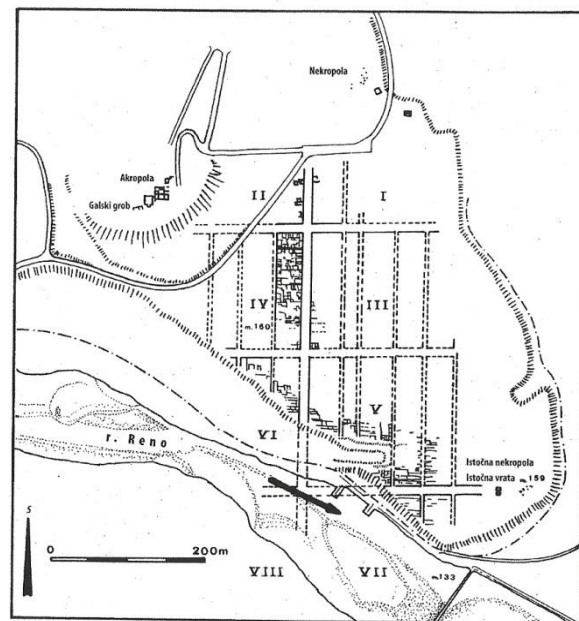 Nekropola
Akropola
Galski grob
II
I
IV
III
m.160
V
VI
r. Reno
Istočna nekropola
Istočna vrata
m.159
S
0
200m
VIII
VII
m.133